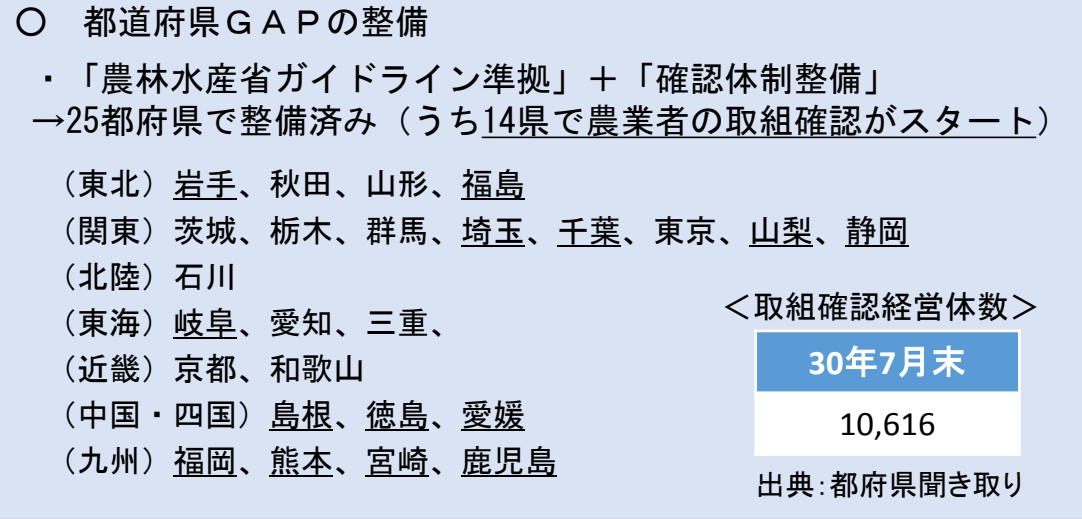 ○　都道府県ＧＡＰの整備
・「農林水産省ガイドライン準拠」＋「確認体制整備」
→25都府県で整備済み（うち14県で農業者の取組確認がスタート）
（東北）岩手、秋田、山形、福島
（関東）茨城、栃木、群馬、埼玉、千葉、東京、山梨、静岡
（北陸）石川
（東海）岐阜、愛知、三重、
（近畿）京都、和歌山
（中国・四国）島根、徳島、愛媛
（九州）福岡、熊本、宮崎、鹿児島
＜取組確認経営体数＞
30年7月末
10,616
出典：都府県聞き取り